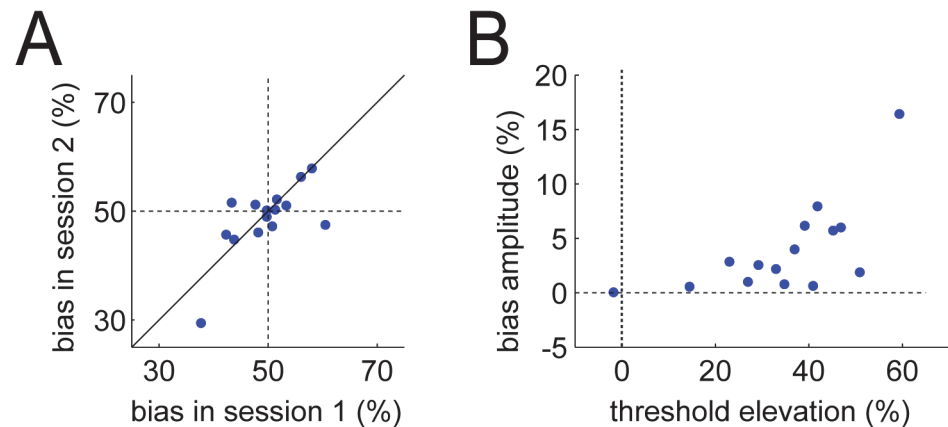 A
bias in session 2 (%)
70
50
30
30 50 70
bias in session 1 (%)
B
bias amplitude (%)
20
15
10
5
0
-5
0 20 40 60
threshold elevation (%)